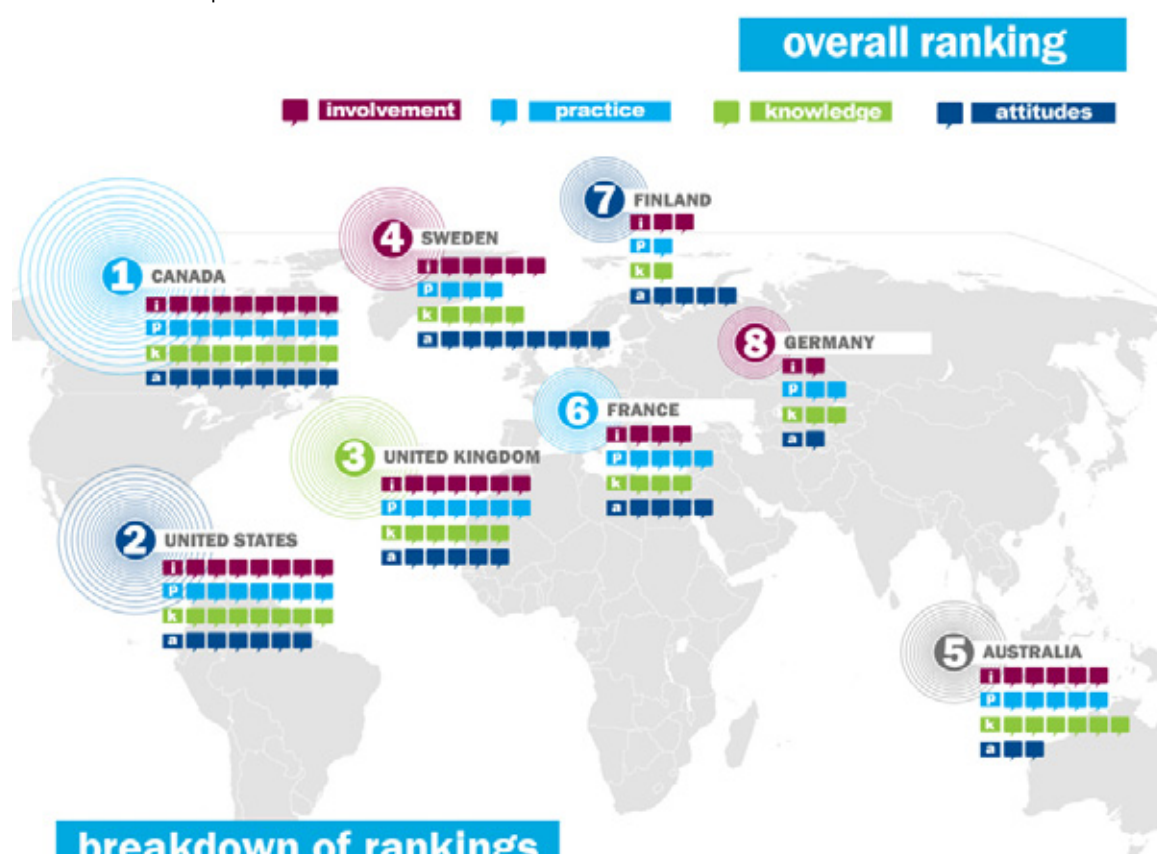 overall ranking
involvement practice knowledge attitudes
1 CANADA
i
p
k
a
2 UNITED STATES
i
p
k
a
3 UNITED KINGDOM
i
p
k
a
4 SWEDEN
i
p
k
a
5 AUSTRALIA
i
p
k
a
6 FRANCE
i
p
k
a
7 FINLAND
i
p
k
a
8 GERMANY
i
p
k
a
breakdown of rankings